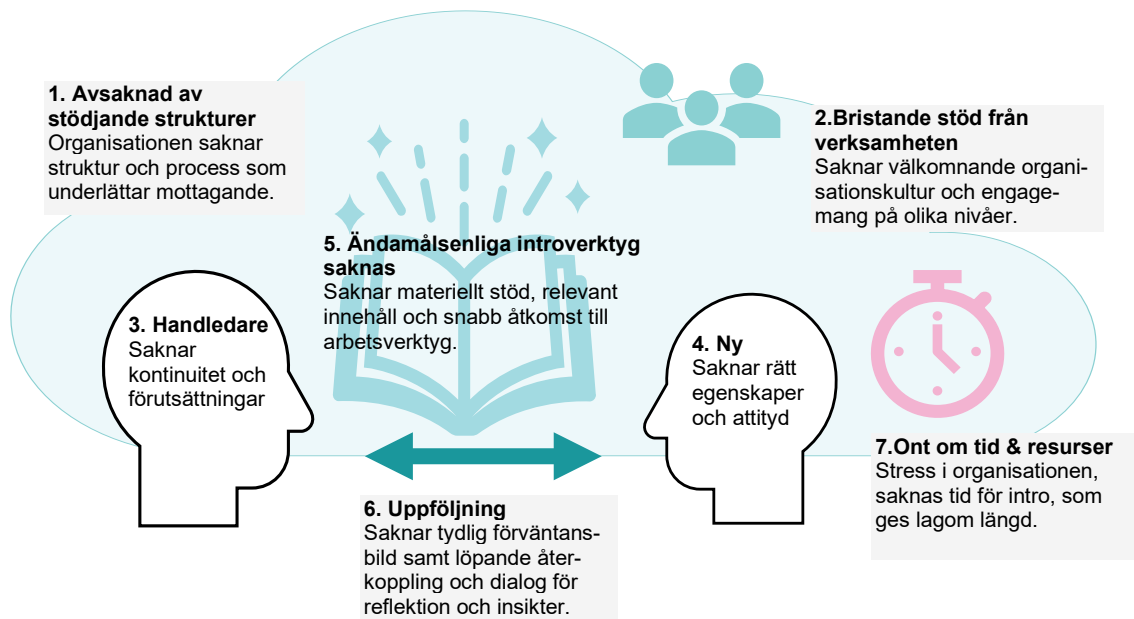 1. Avsaknad av
stödjande strukturer
Organisationen saknar
struktur och process som
underlättar mottagande.
2.Bristande stöd från
verksamheten
Saknar välkomnande organi-
sationskultur och engage-
mang på olika nivåer.
3. Handledare
Saknar
kontinuitet och
förutsättningar
4. Ny
Saknar rätt
egenskaper
och attityd
5. Ändamålsenliga introverktyg
saknas
Saknar materiellt stöd, relevant
innehåll och snabb åtkomst till
arbetsverktyg.
6. Uppföljning
Saknar tydlig förväntans-
bild samt löpande åter-
koppling och dialog för
reflektion och insikter.
7.Ont om tid & resurser
Stress i organisationen,
saknas tid för intro, som
ges lagom längd.